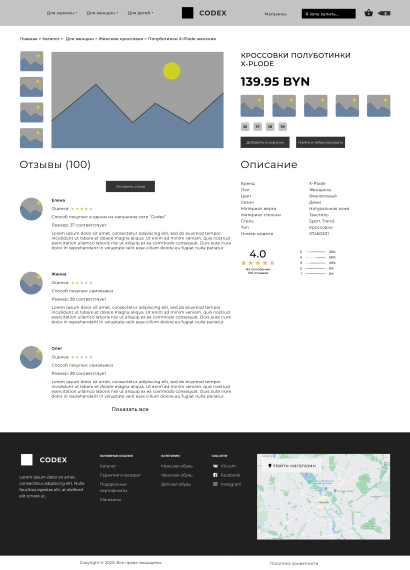 Для мужчин
Для женщин
Для детей
CODEX
Магазины
Я хочу купить...
Главная > Каталог > Для женщин > Женские кроссовки > Полуботинки X-Plode женские
КРОССОВКИ ПОЛУБОТИНКИ
X-PLODE
139.95 BYN
36 37 38 39
Добавить в корзину
Найти и забронировать
Отзывы (100)
Оставить отзыв
Елена
Оценка:
Способ покупки: в одном из магазинов сети "Codex"
Размер: 37 соответствует
Lorem ipsum dolor sit amet, consectetur adipiscing elit, sed do eiusmod tempor
incididunt ut labore et dolore magna aliqua. Ut enim ad minim veniam, quis nostrud
exercitation ullamco laboris nisi ut aliquip ex ea commodo consequat. Duis aute irure
dolor in reprehenderit in voluptate velit esse cillum dolore eu fugiat nulla pariatur.
Жанна
Оценка:
Способ покупки: самовывоз
Размер: 36 соответствует
Lorem ipsum dolor sit amet, consectetur adipiscing elit, sed do eiusmod tempor
incididunt ut labore et dolore magna aliqua. Ut enim ad minim veniam, quis nostrud
exercitation ullamco laboris nisi ut aliquip ex ea commodo consequat. Duis aute irure
dolor in reprehenderit in voluptate velit esse cillum dolore eu fugiat nulla pariatur.
Олег
Оценка:
Способ покупки: самовывоз
Размер: 38 соответствует
Lorem ipsum dolor sit amet, consectetur adipiscing elit, sed do eiusmod tempor
incididunt ut labore et dolore magna aliqua. Ut enim ad minim veniam, quis nostrud
exercitation ullamco laboris nisi ut aliquip ex ea commodo consequat. Duis aute irure
dolor in reprehenderit in voluptate velit esse cillum dolore eu fugiat nulla pariatur.
Показать все
Описание
Бренд X-Plode
Пол Женщины
Цвет Фиолетовый
Сезон Деми
Материал верха Натуральная кожа
Материал стельки Текстиль
Стиль Sport Trend
Тип Кроссовки
Номер модели
4.0
На основании
100 отзывов
5
4
3
2
1
CODEX
Lorem ipsum dolor sit amet,
consectetur adipiscing elit. Nulla
faucibus egestas elit, at eleifend
elit ornare ut.
ОСНОВНЫЕ ССЫЛКИ
Каталог
Гарантия и возврат
Подарочные
сертификаты
Магазины
КАТЕГОРИИ
Мужская обувь
Женская обувь
Детская обувь
СОЦ.СЕТИ
VK.com
Facebook
Instagram
Найти магазин
Copyright © 2020. Все права защищены.
Политика приватности